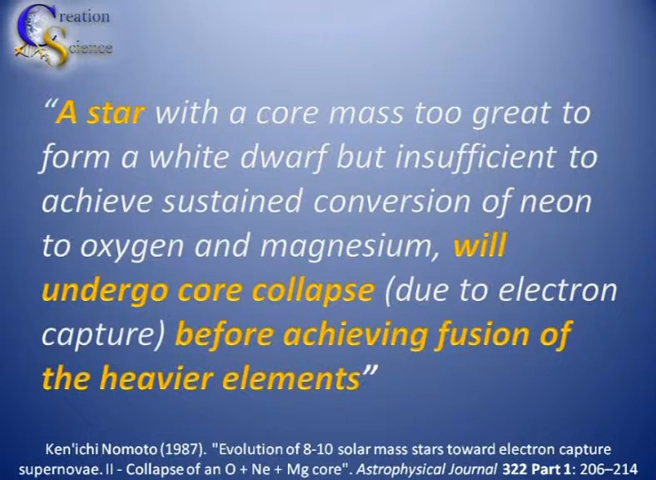 Creation
Science
“A star with a core mass too great to
form a white dwarf but insufficient to
achieve sustained conversion of neon
to oxygen and magnesium, will
undergo core collapse (due to electron
capture) before achieving fusion of
the heavier elements”
Ken'ichi Nomoto (1987). "Evolution of 8-10 solar mass stars toward electron capture
supernovae. II - Collapse of an O + Ne + Mg core". Astrophysical Journal 322 Part 1: 206–214